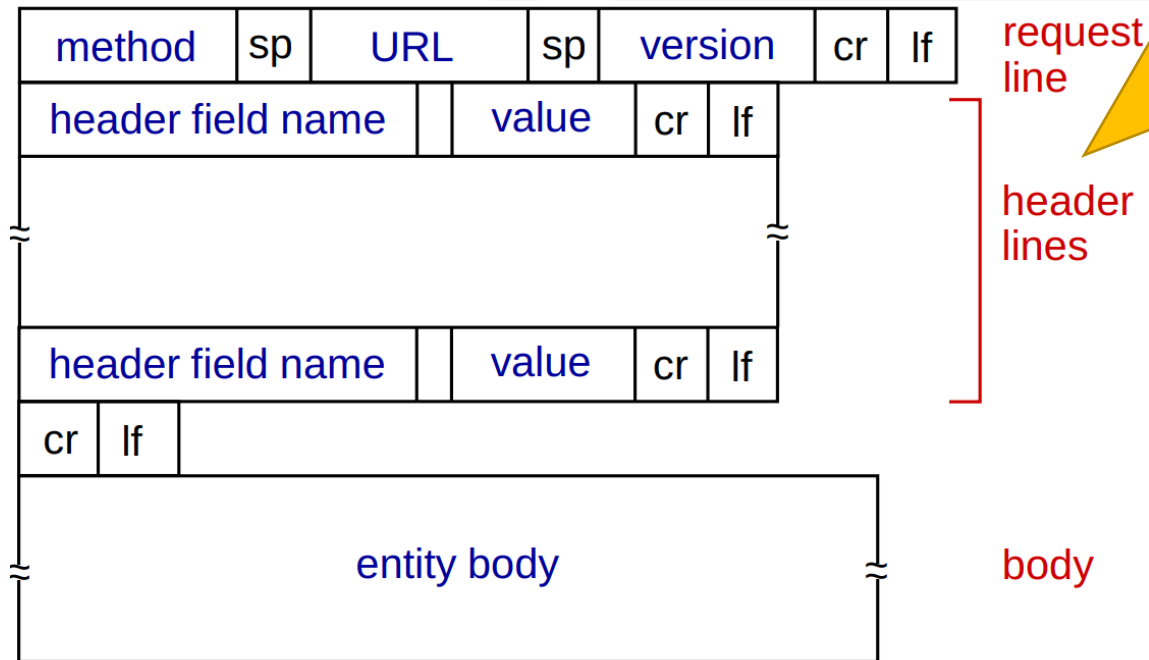 method sp URL sp version cr lf request
line
header field name value cr lf
header
lines
header field name value cr lf
cr lf
entity body body